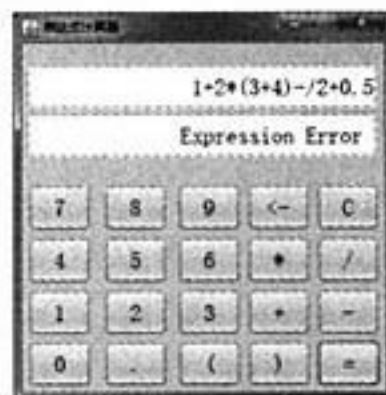 1+2*(3+4)-/2+0.5
Expression Error
7 8 9 <- C
4 5 6 * /
1 2 3 + -
0 . ( ) =